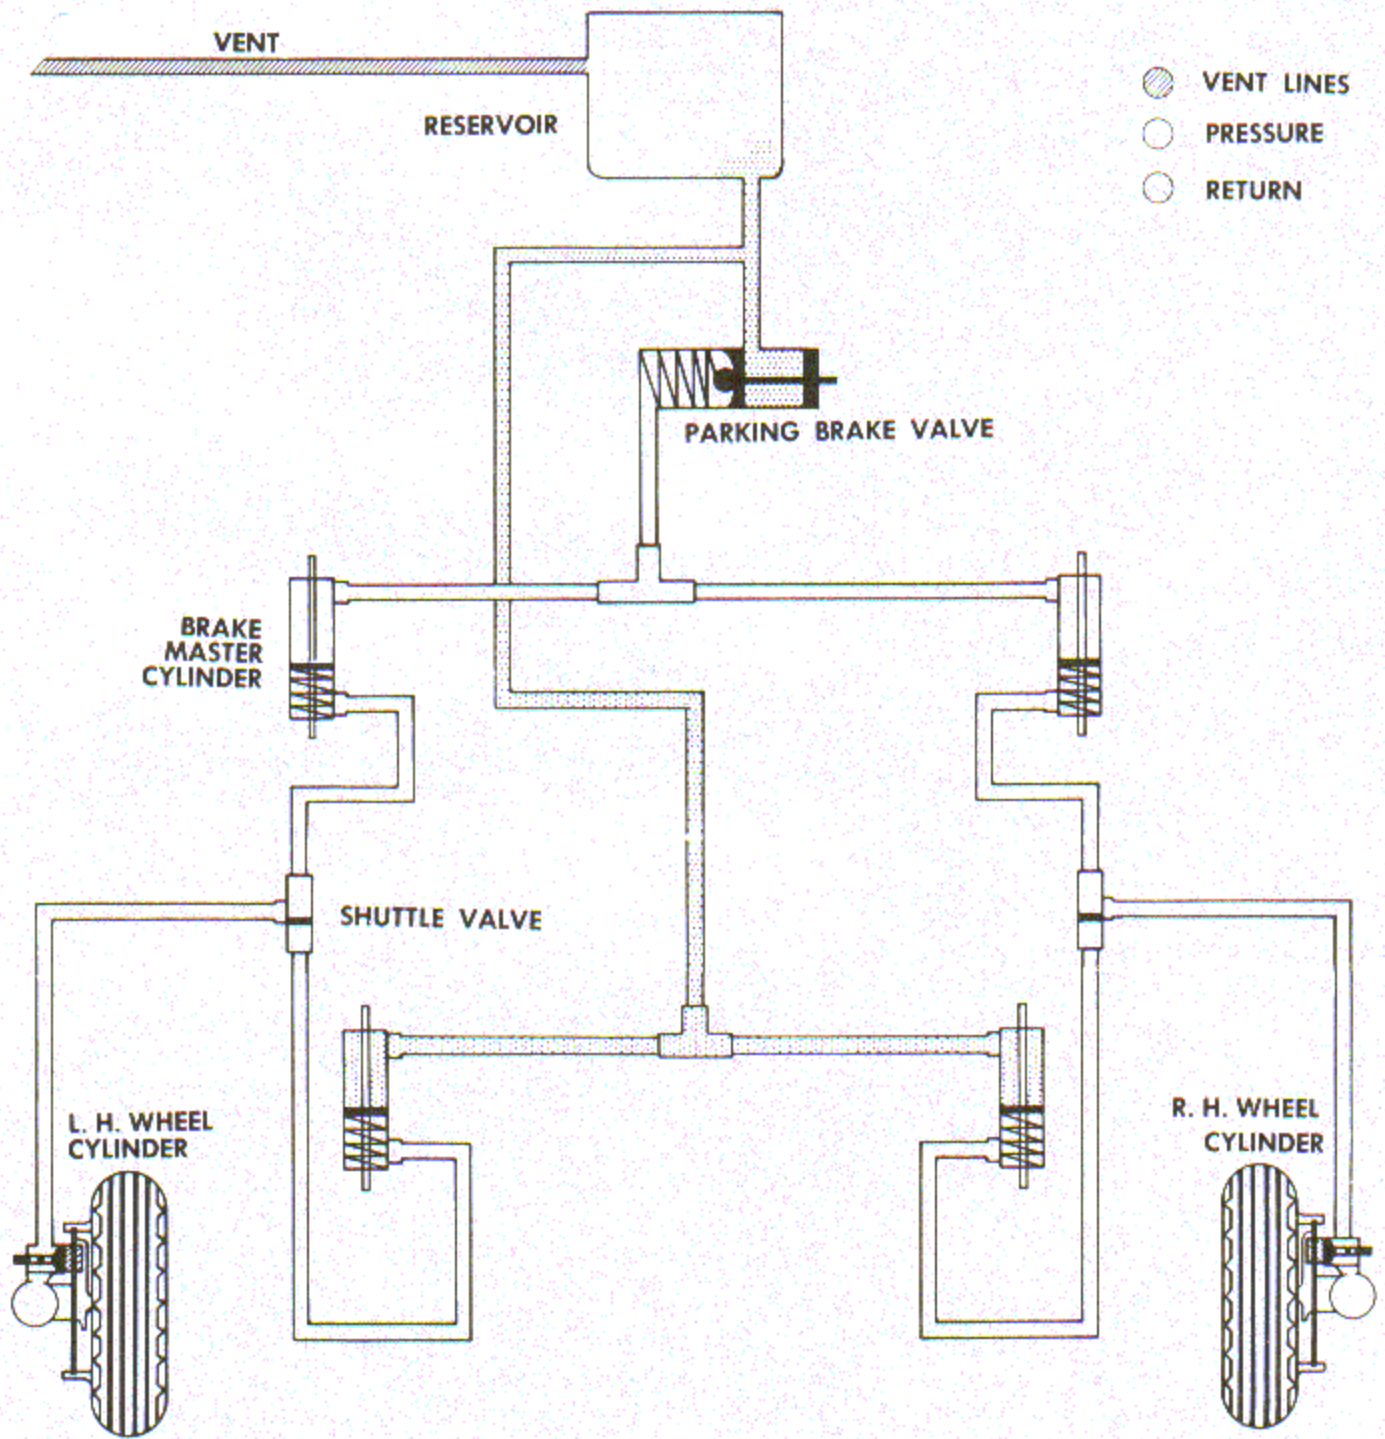 VENT
RESERVOIR
VENT LINES
PRESSURE
RETURN
PARKING BRAKE VALVE
BRAKE
MASTER
CYLINDER
SHUTTLE VALVE
L. H. WHEEL
CYLINDER
R. H. WHEEL
CYLINDER